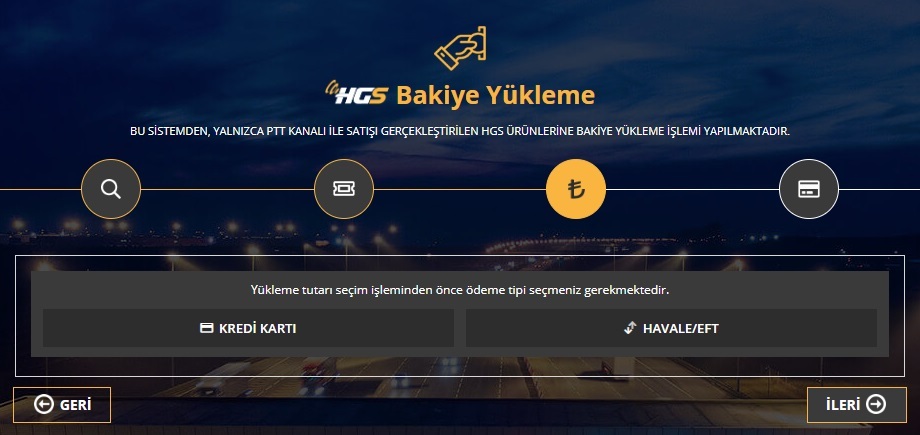 HGS Bakiye Yükleme
BU SİSTEMDEN, YALNIZCA PTT KANALI İLE SATIŞI GERÇEKLEŞTİRİLEN HGS ÜRÜNLERİNE BAKİYE YÜKLEME İŞLEMİ YAPILMAKTADIR.
₺
Yükleme tutarı seçim işleminden önce ödeme tipi seçmeniz gerekmektedir.
KREDİ KARTI HAVALE/EFT
GERİ İLERİ